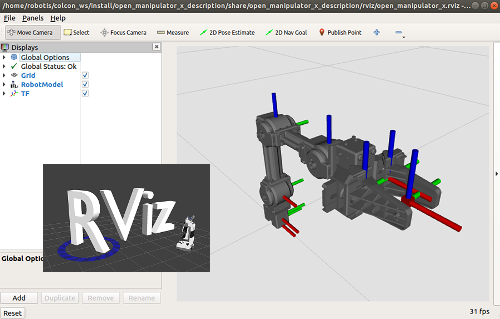 /home/robotis/colcon_ws/install/open_manipulator_x_description/share/open_manipulator_x_description/rviz/open_manipulator_x.rviz -...
File Panels Help
Move Camera Select Focus Camera Measure 2D Pose Estimate 2D Nav Goal Publish Point
Displays
Global Options
Global Status: Ok
Grid
RobotModel
TF
RViz
Global Optio
Add Duplicate Remove Rename
Reset
31 fps